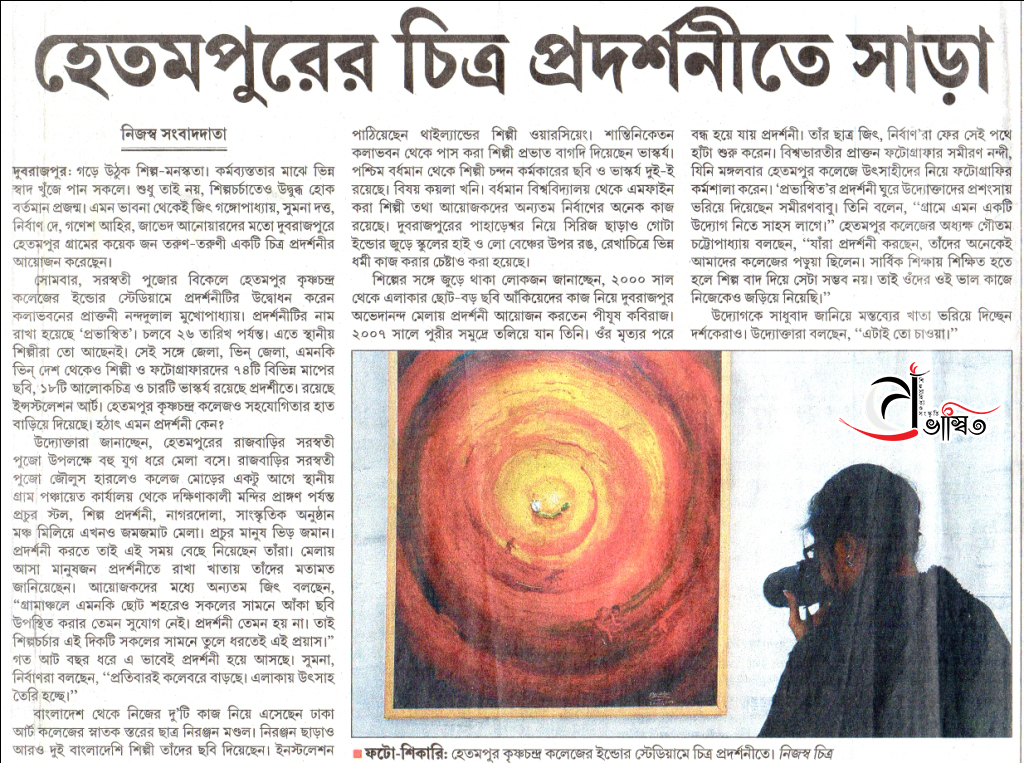 হেতমপুরের চিত্র প্রদর্শনীতে সাড়া
নিজস্ব সংবাদদাতা
দুবরাজপুর: গড়ে উঠুক শিল্প-মনস্কতা। কর্মব্যস্ততার মাঝে ভিন্ন
স্বাদ খুঁজে পান সকলে। শুধু তাই নয়, শিল্পচর্চাতেও উদ্বুদ্ধ হোক
বর্তমান প্রজন্ম। এমন ভাবনা থেকেই জিৎ গঙ্গোপাধ্যায়, সুমনা দত্ত,
নির্বাণ দে, গণেশ আহির, জাভেদ আনোয়ারদের মতো দুবরাজপুরে
হেতমপুর গ্রামের কয়েক জন তরুণ-তরুণী একটি চিত্র প্রদর্শনীর
আয়োজন করেছেন।
সোমবার, সরস্বতী পুজোর বিকেলে হেতমপুর কৃষ্ণচন্দ্র
কলেজের ইন্ডোর স্টেডিয়ামে প্রদর্শনীটির উদ্বোধন করেন
কলাভবনের প্রাক্তনী নন্দদুলাল মুখোপাধ্যায়। প্রদর্শনীটির নাম
রাখা হয়েছে ‘প্রভাস্বিত’। চলবে ২৬ তারিখ পর্যন্ত। এতে স্থানীয়
শিল্পীরা তো আছেনই। সেই সঙ্গে জেলা, ভিন্ জেলা, এমনকি
ভিন্ দেশ থেকেও শিল্পী ও ফটোগ্রাফারদের ৭৪টি বিভিন্ন মাপের
ছবি, ১৮টি আলোকচিত্র ও চারটি ভাস্কর্য রয়েছে প্রদর্শীতে। রয়েছে
ইন্সস্টলেশন আর্ট। হেতমপুর কৃষ্ণচন্দ্র কলেজও সহযোগিতার হাত
বাড়িয়ে দিয়েছে। হঠাৎ এমন প্রদর্শনী কেন?
উদ্যোক্তারা জানাচ্ছেন, হেতমপুরের রাজবাড়ির সরস্বতী
পুজো উপলক্ষে বহু যুগ ধরে মেলা বসে। রাজবাড়ির সরস্বতী
পুজো জৌলুস হারলেও কলেজ মোড়ের একটু আগে স্থানীয়
গ্রাম পঞ্চায়েত কার্যালয় থেকে দক্ষিণাকালী মন্দির প্রাঙ্গণ পর্যন্ত
প্রচুর স্টল, শিল্প প্রদর্শনী, নাগরদোলা, সাংস্কৃতিক অনুষ্ঠান
মঞ্চ মিলিয়ে এখনও জমজমাট মেলা। প্রচুর মানুষ ভিড় জমান।
প্রদর্শনী করতে তাই এই সময় বেছে নিয়েছেন তাঁরা। মেলায়
আসা মানুষজন প্রদর্শনীতে রাখা খাতায় তাঁদের মতামত
জানিয়েছেন। আয়োজকদের মধ্যে অন্যতম জিৎ বলছেন,
‘‘গ্রামাঞ্চলে এমনকি ছোট শহরেও সকলের সামনে আঁকা ছবি
উপস্থিত করার তেমন সুযোগ নেই। প্রদর্শনী তেমন হয় না। তাই
শিল্পচর্চার এই দিকটি সকলের সামনে তুলে ধরতেই এই প্রয়াস।’’
গত আট বছর ধরে এ ভাবেই প্রদর্শনী হয়ে আসছে। সুমনা,
নির্বাণরা বলছেন, ‘‘প্রতিবারই কলেবরে বাড়ছে। এলাকায় উৎসাহ
তৈরি হচ্ছে।’’
বাংলাদেশ থেকে নিজের দু’টি কাজ নিয়ে এসেছেন ঢাকা
আর্ট কলেজের স্নাতক স্তরের ছাত্র নিরঞ্জন মণ্ডল। নিরঞ্জন ছাড়াও
আরও দুই বাংলাদেশি শিল্পী তাঁদের ছবি দিয়েছেন। ইনস্টলেশন
পাঠিয়েছেন থাইল্যান্ডের শিল্পী ওয়ারসিয়েং। শান্তিনিকেতন
কলাভবন থেকে পাস করা শিল্পী প্রভাত বাগদি দিয়েছেন ভাস্কর্য।
পশ্চিম বর্ধমান থেকে শিল্পী চন্দন কর্মকারের ছবি ও ভাস্কর্য দুই-ই
রয়েছে। বিষয় কয়লা খনি। বর্ধমান বিশ্ববিদ্যালয় থেকে এমফাইন
করা শিল্পী তথা আয়োজকদের অন্যতম নির্বাণের অনেক কাজ
রয়েছে। দুবরাজপুরের পাহাড়েশ্বর নিয়ে সিরিজ ছাড়াও গোটা
ইন্ডোর জুড়ে স্কুলের হাই ও লো বেঞ্চের উপর রঙ, রেখাচিত্রে ভিন্ন
ধর্মী কাজ করার চেষ্টাও করা হয়েছে।
শিল্পের সঙ্গে জুড়ে থাকা লোকজন জানাচ্ছেন, ২০০০ সাল
থেকে এলাকার ছোট-বড় ছবি আঁকিয়েদের কাজ নিয়ে দুবরাজপুর
অভেদানন্দ মেলায় প্রদর্শনী আয়োজন করতেন পীযূষ কবিরাজ।
২০০৭ সালে পুরীর সমুদ্রে তলিয়ে যান তিনি। ওঁর মৃত্যুর পরে
বন্ধ হয়ে যায় প্রদর্শনী। তাঁর ছাত্র জিৎ, নির্বাণ’রা ফের সেই পথে
হাঁটা শুরু করেন। বিশ্বভারতীর প্রাক্তন ফটোগ্রাফার সমীরণ নন্দী,
যিনি মঙ্গলবার হেতমপুর কলেজে উৎসাহীদের নিয়ে ফটোগ্রাফির
কর্মশালা করেন। ‘প্রভাস্বিত’র প্রদর্শনী ঘুরে উদ্যোক্তাদের প্রশংসায়
ভরিয়ে দিয়েছেন সমীরণবাবু। তিনি বলেন, ‘‘গ্রামে এমন একটি
উদ্যোগ নিতে সাহস লাগে।’’ হেতমপুর কলেজের অধ্যক্ষ গৌতম
চট্টোপাধ্যায় বলছেন, ‘‘যাঁরা প্রদর্শনী করছেন, তাঁদের অনেকেই
আমাদের কলেজের পড়ুয়া ছিলেন। সার্বিক শিক্ষায় শিক্ষিত হতে
হলে শিল্প বাদ দিয়ে সেটা সম্ভব নয়। তাই ওঁদের ওই ভাল কাজে
নিজেকেও জড়িয়ে নিয়েছি।’’
উদ্যোগকে সাধুবাদ জানিয়ে মন্তব্যের খাতা ভরিয়ে দিচ্ছেন
দর্শকেরাও। উদ্যোক্তারা বলছেন, ‘‘এটাই তো চাওয়া।’’
ভাস্বিত
ফটো-শিকারি: হেতমপুর কৃষ্ণচন্দ্র কলেজের ইন্ডোর স্টেডিয়ামে চিত্র প্রদর্শনীতে। নিজস্ব চিত্র